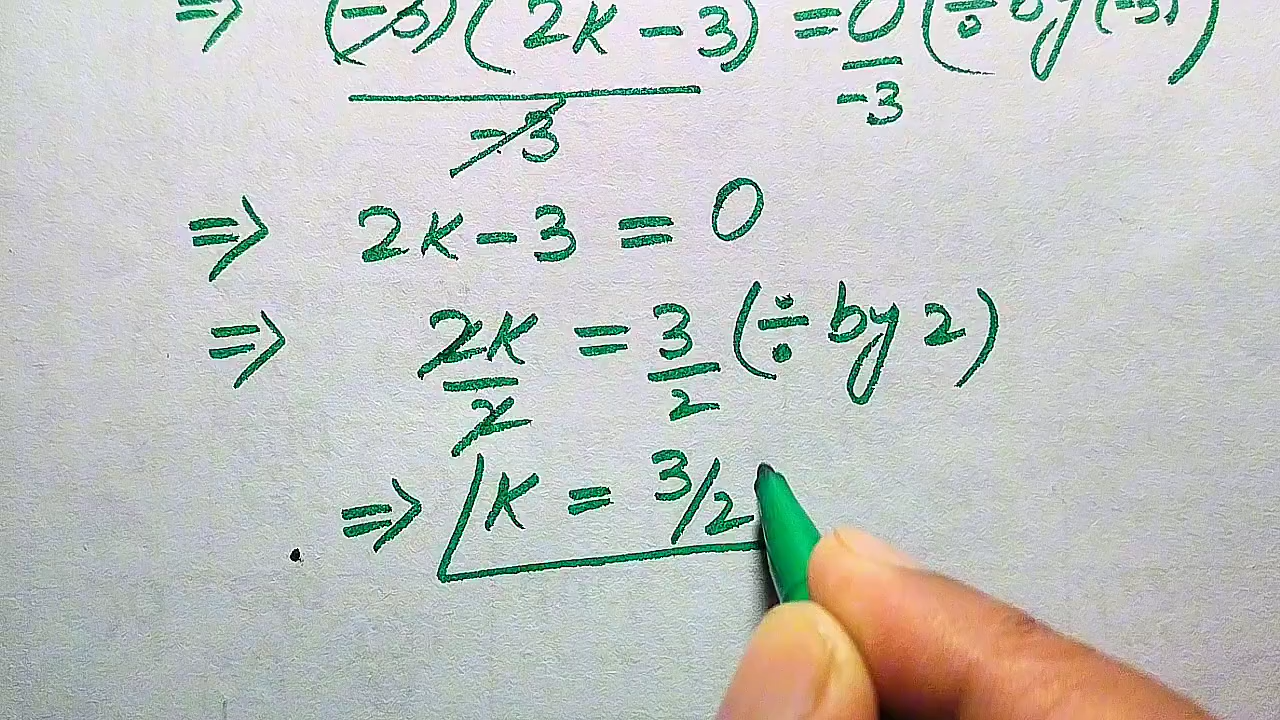 ⇒ (-3)(2k-3) = 0 (÷ by (-3))
-3 -3
⇒ 2k-3 = 0
⇒ 2k = 3 (÷ by 2)
2 2
⇒ k = 3/2